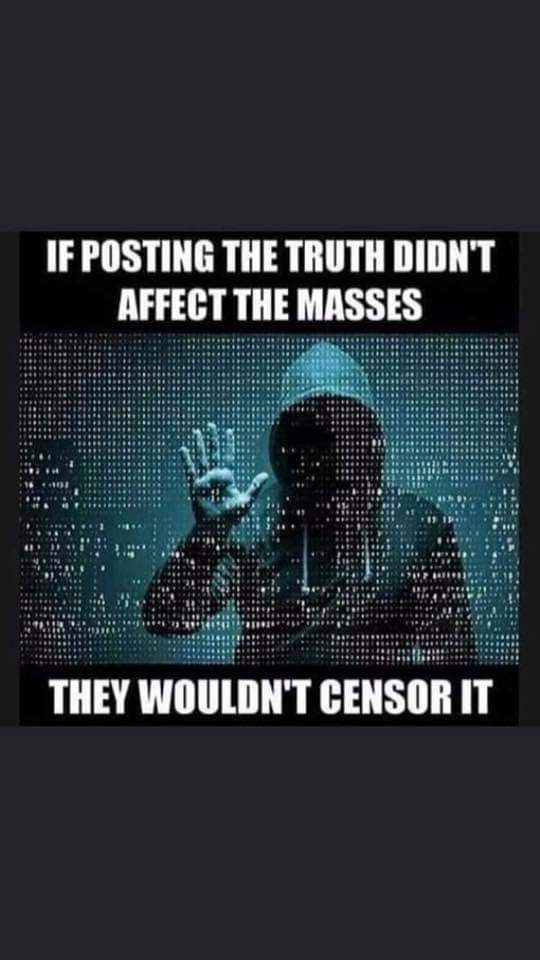 IF POSTING THE TRUTH DIDN'T
AFFECT THE MASSES
THEY WOULDN'T CENSOR IT